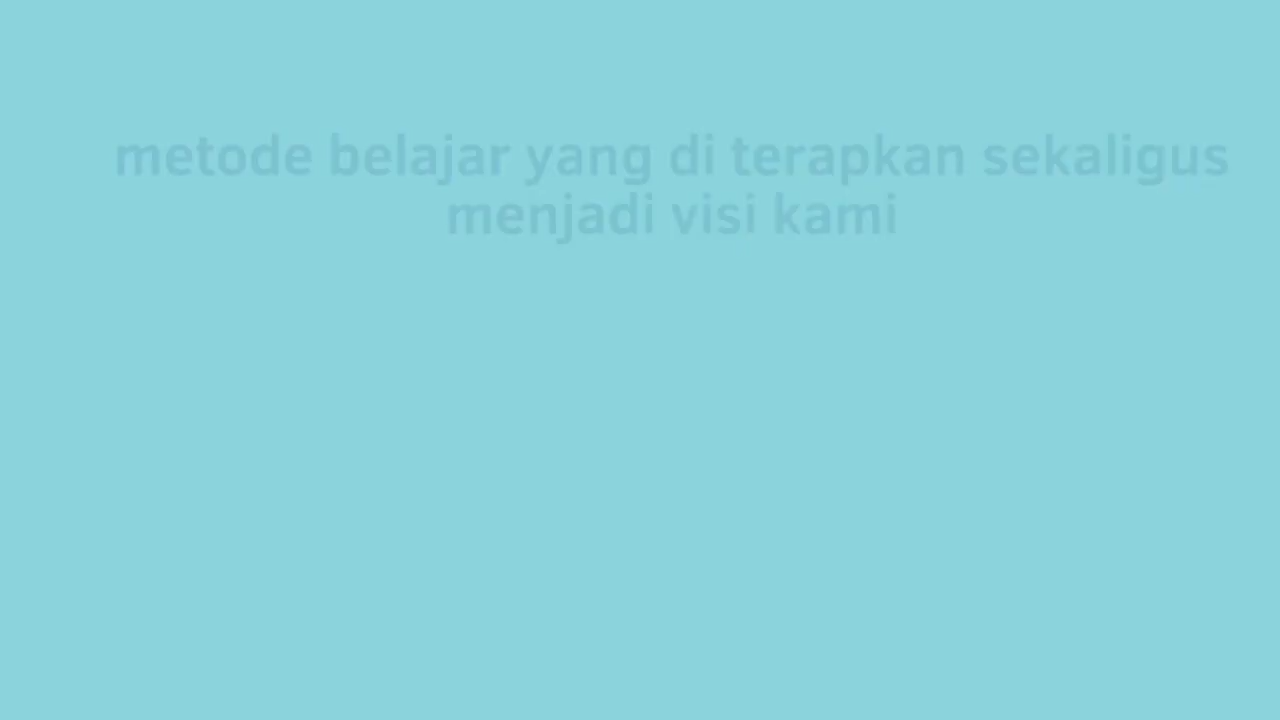 metode belajar yang di terapkan sekaligus
menjadi visi kami